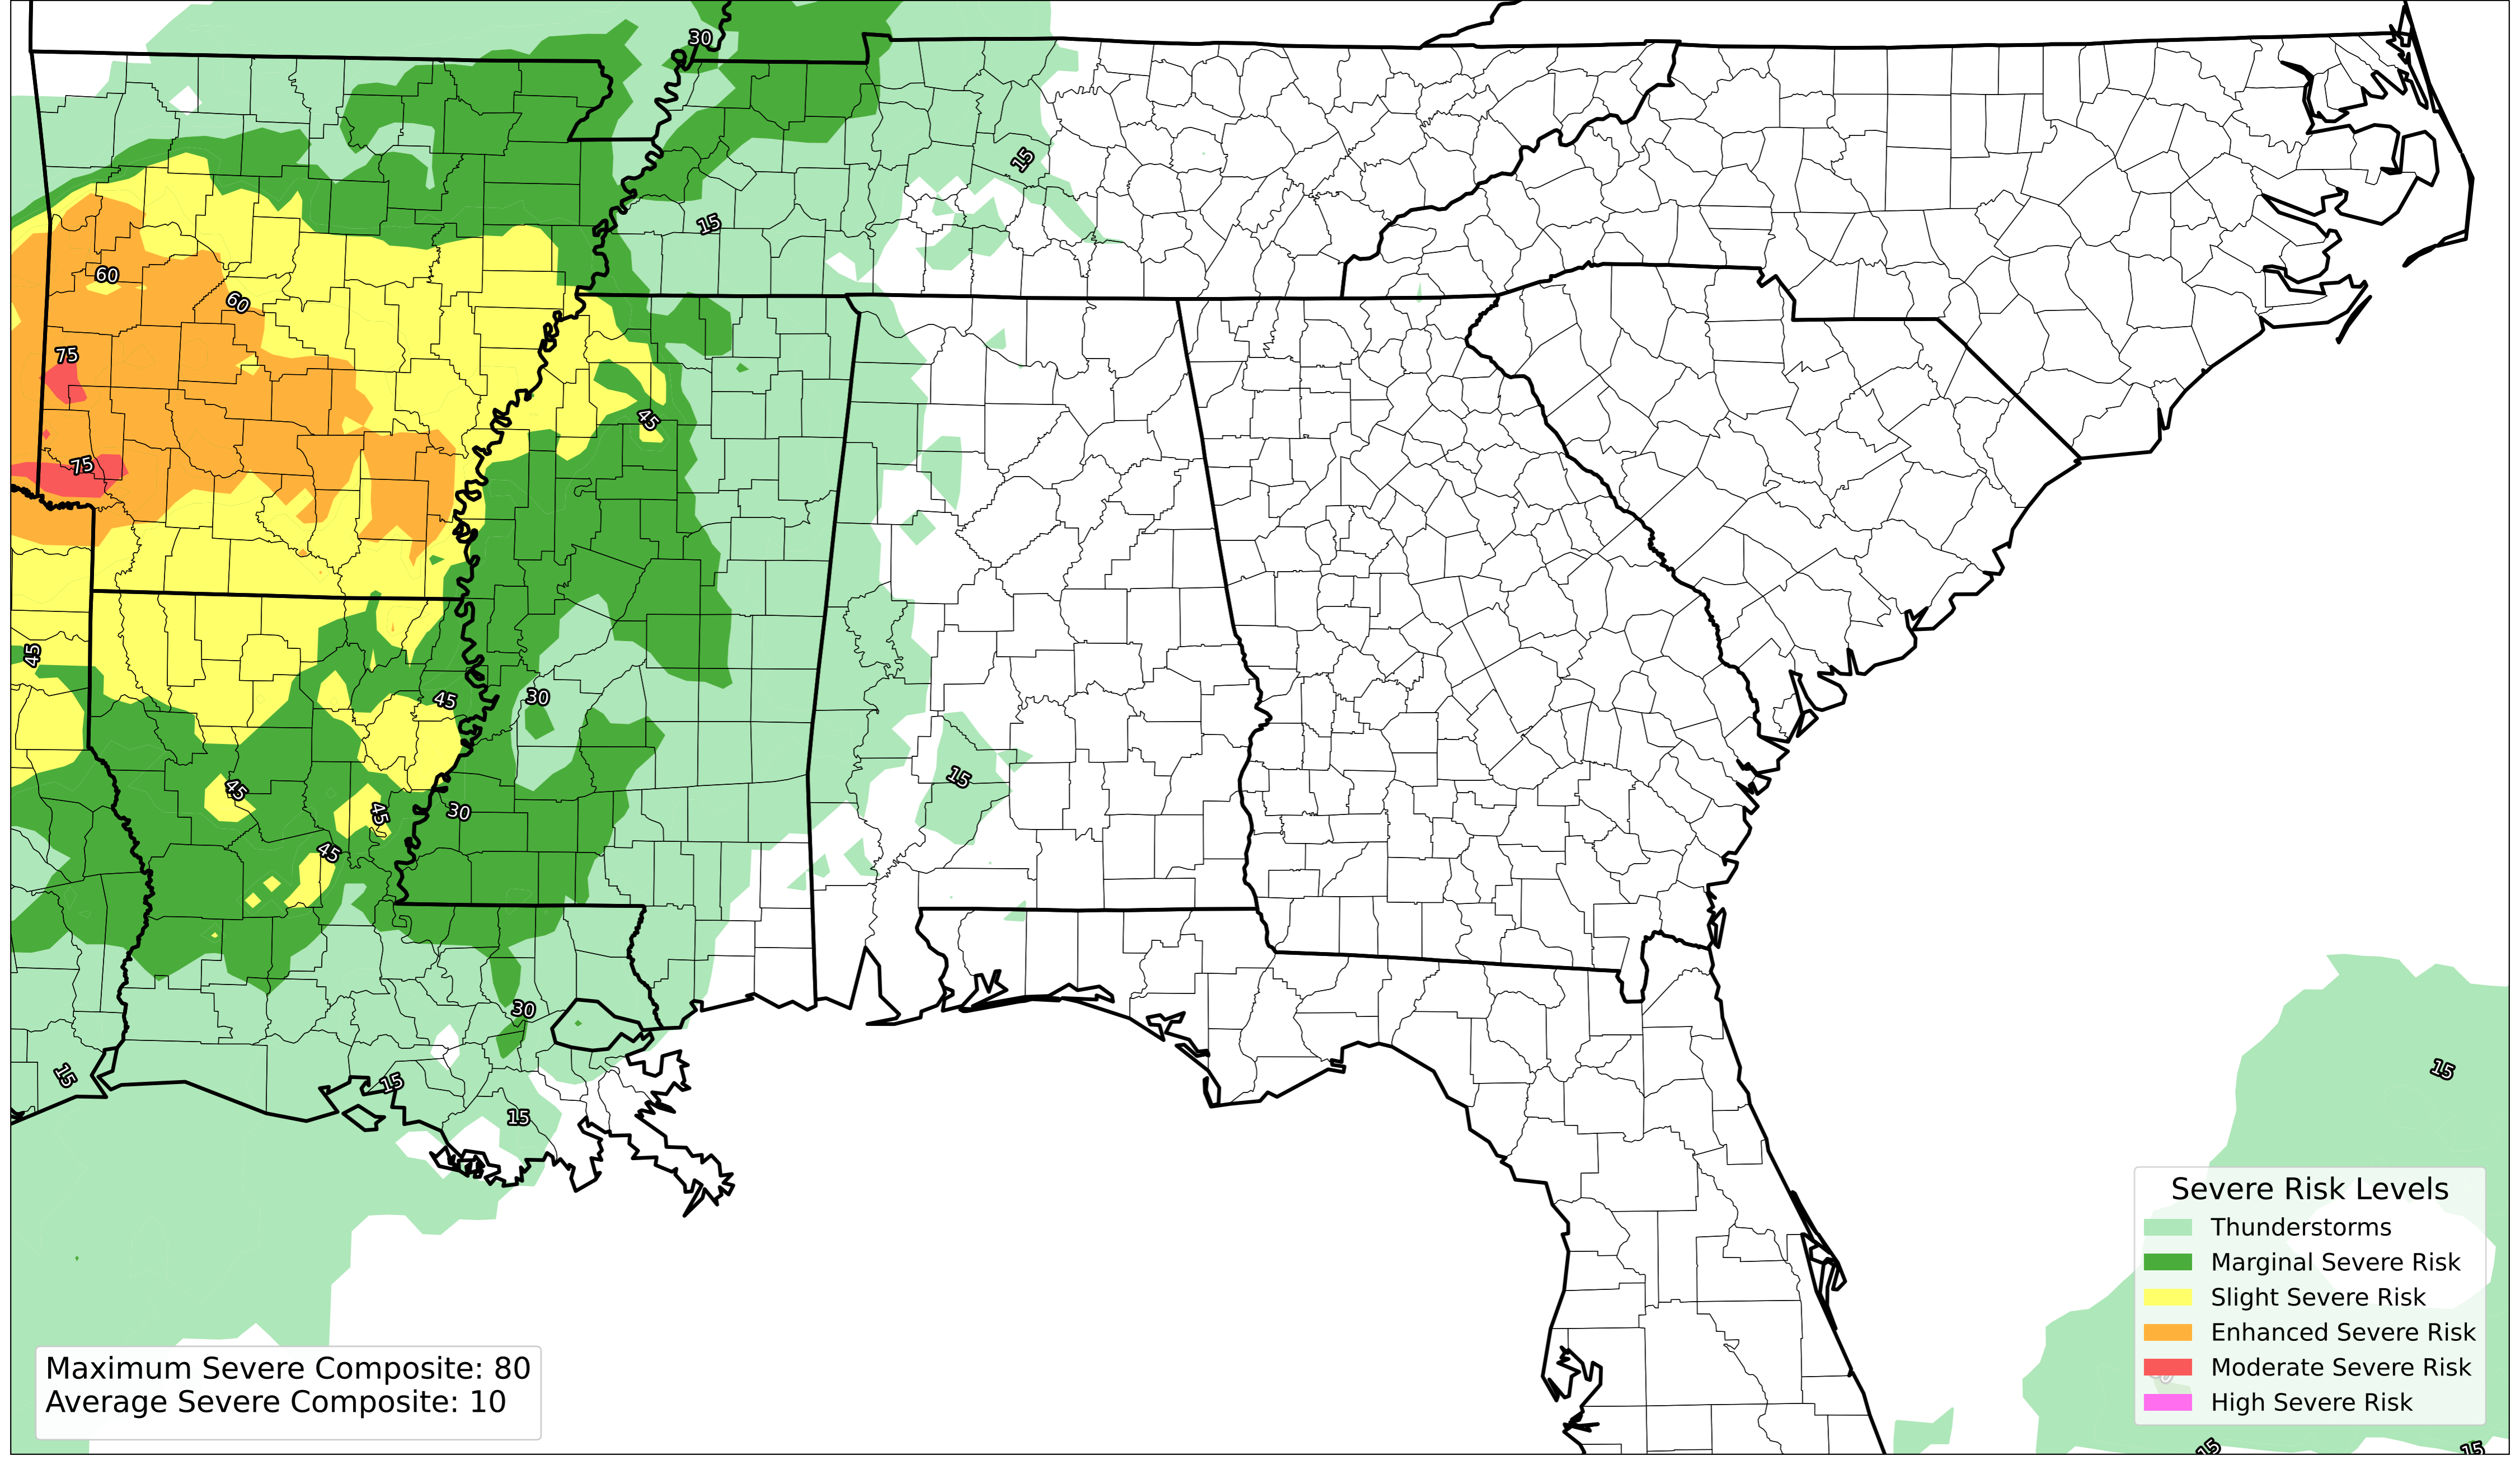 30
15
15
60
60
75
45
75
45
45
30
15
45
45
30
45
30
15
15
15
15
Severe Risk Levels
Thunderstorms
Marginal Severe Risk
Slight Severe Risk
Enhanced Severe Risk
Moderate Severe Risk
High Severe Risk
Maximum Severe Composite: 80
Average Severe Composite: 10
15
15